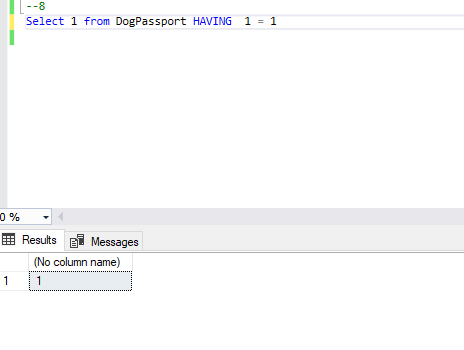 --8
Select 1 from DogPassport HAVING  1 = 1
0 %
Results
Messages
(No column name)
1
1